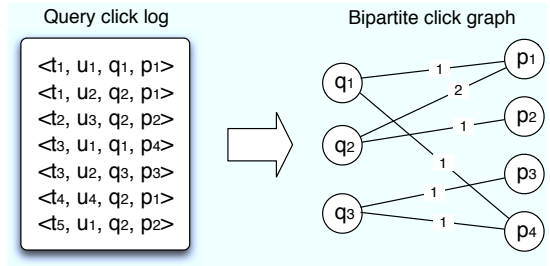 Query click log
<t1, u1, q1, p1>
<t1, u2, q2, p1>
<t2, u3, q2, p2>
<t3, u1, q1, p4>
<t3, u2, q3, p3>
<t4, u4, q2, p1>
<t5, u1, q2, p2>
Bipartite click graph
q1
q2
q3
1
2
1
1
1
1
p1
p2
p3
p4